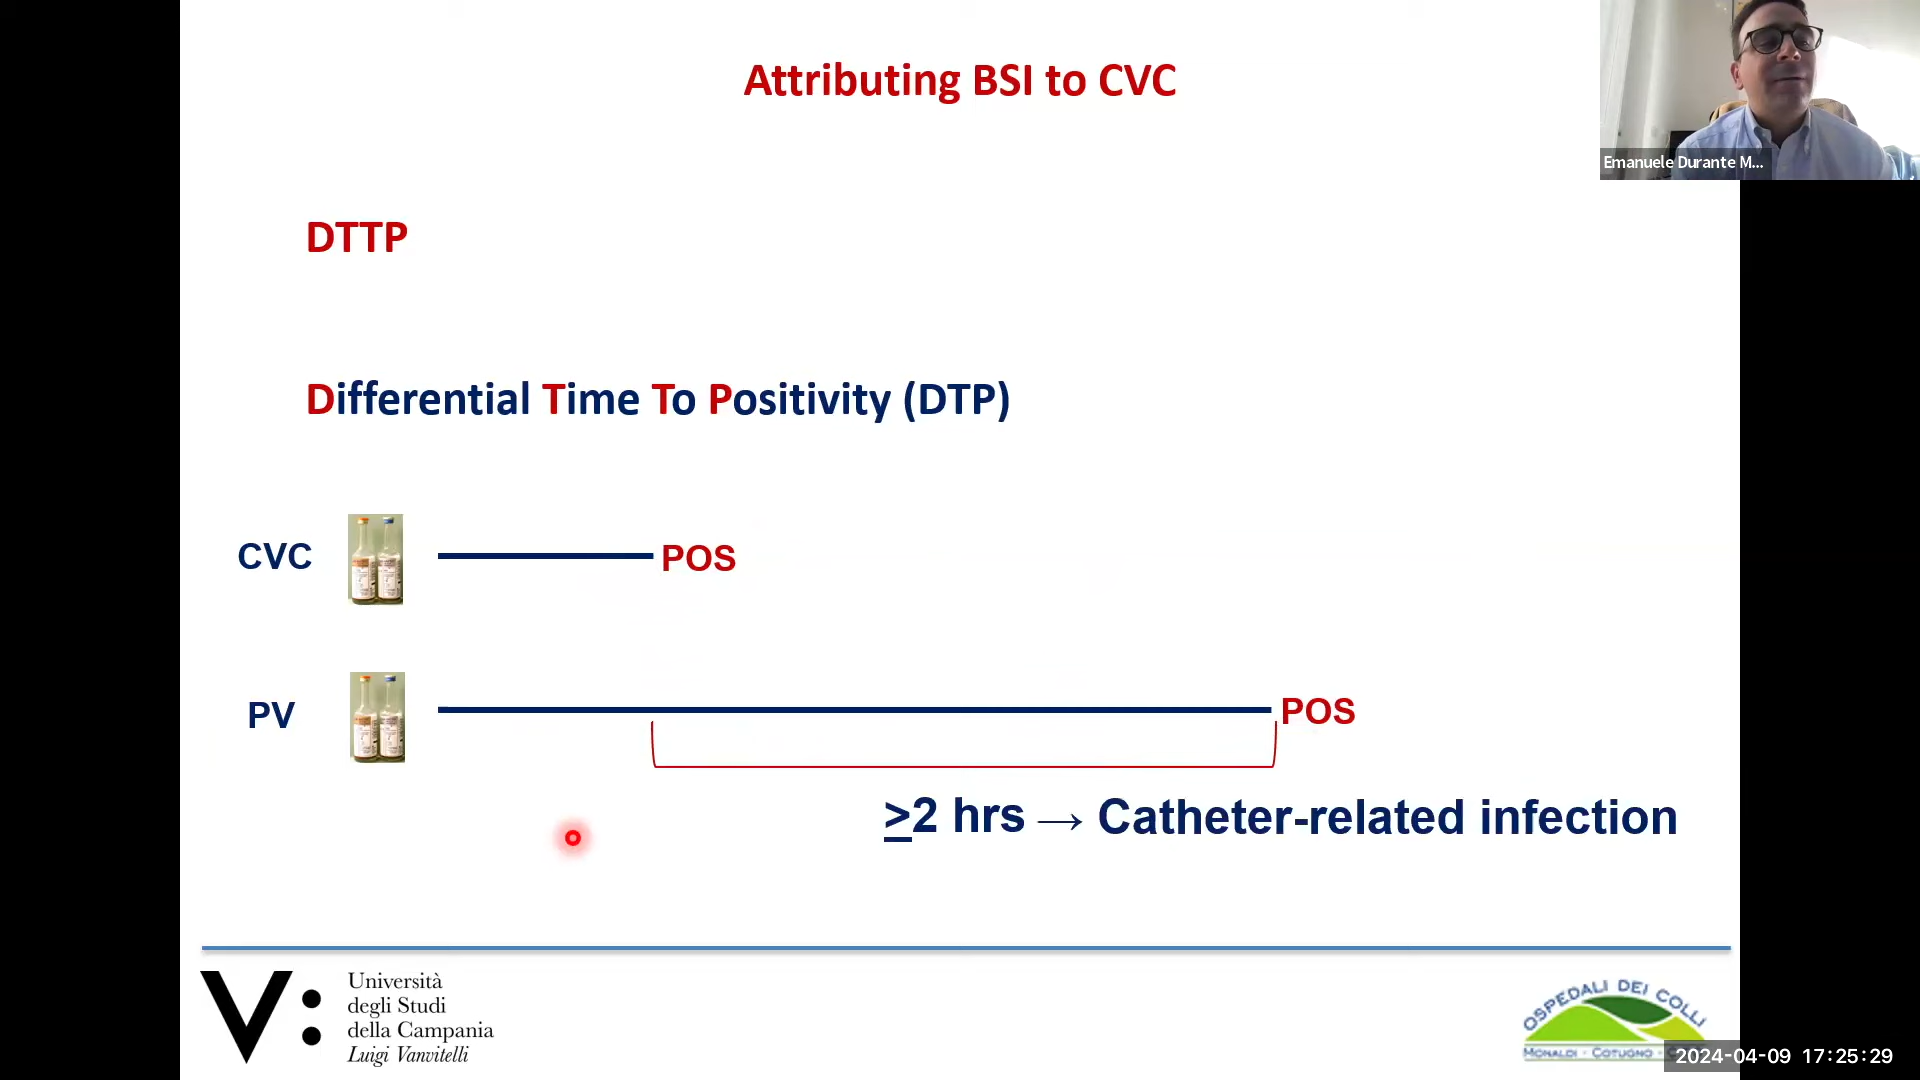 Attributing BSI to CVC
Emanuele Durante M...
DTTP
Differential Time To Positivity (DTP)
CVC
POS
PV
POS
≥2 hrs → Catheter-related infection
V:
Università
degli Studi
della Campania
Luigi Vanvitelli
OSPEDALI DEI COLLI
MONALDI - COTUGNO - C
2024-04-09 17:25:29